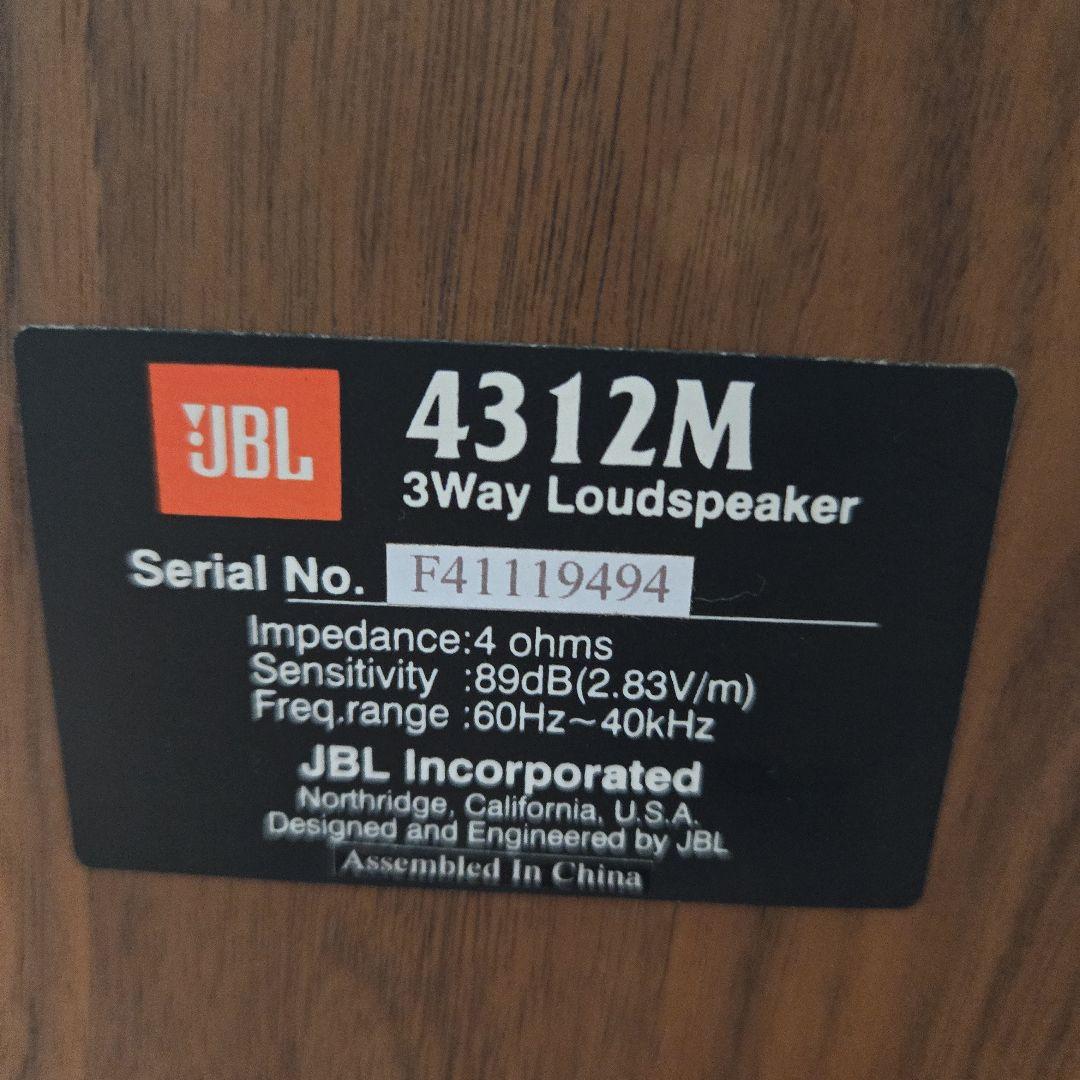 JBL
4312M
3Way Loudspeaker
Serial No. F41119494
Impedance:4 ohms
Sensitivity :89dB(2.83V/m)
Freq.range :60Hz~40kHz
JBL Incorporated
Northridge, California, U.S.A.
Designed and Engineered by JBL
Assembled In China